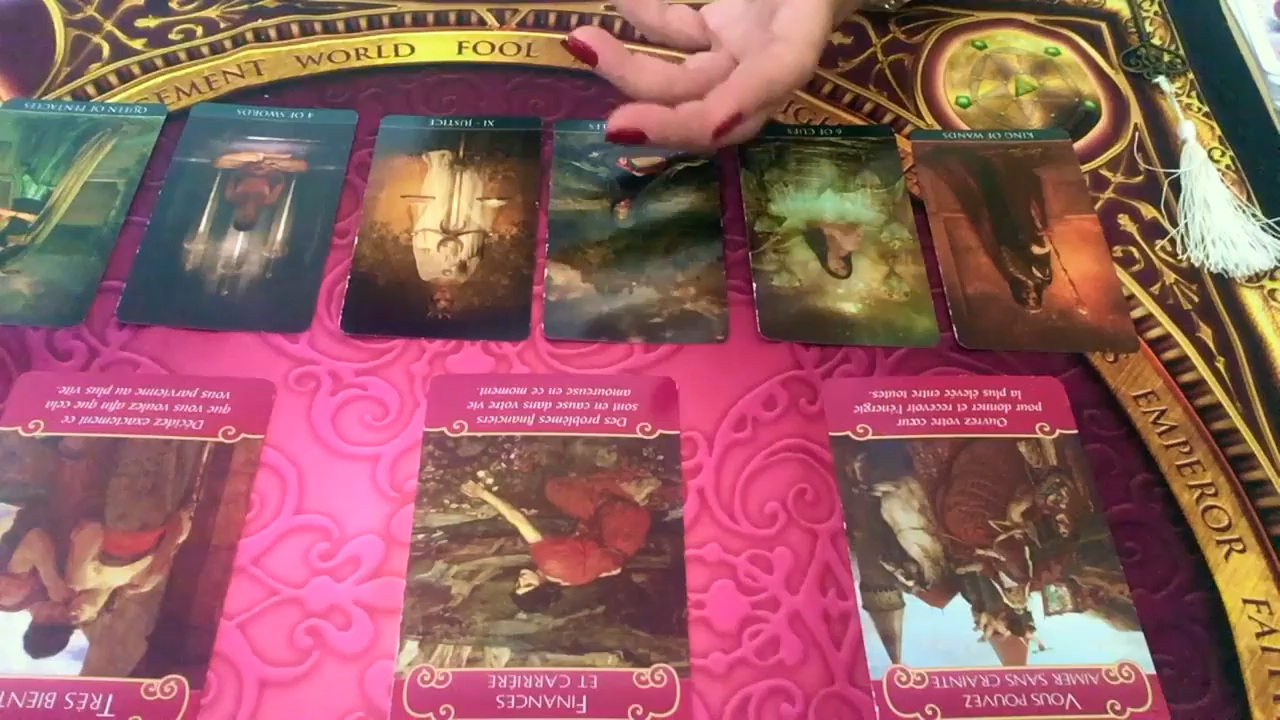 EMENT WORLD FOOL
QUEEN OF PENTACLES
4 OF SWORDS
XI - JUSTICE
6 OF CUPS
KING OF WANDS
EMPEROR
Décidez exactement ce
que vous voulez afin que cela
vous parvienne au plus vite.
TRÈS BIENT
Des problèmes financiers
sont en cause dans votre vie
amoureuse en ce moment.
FINANCES
ET CARRIÈRE
Ouvrez votre cœur
pour donner et recevoir l'énergie
la plus élevée entre toutes.
VOUS POUVEZ
AIMER SANS CRAINTE